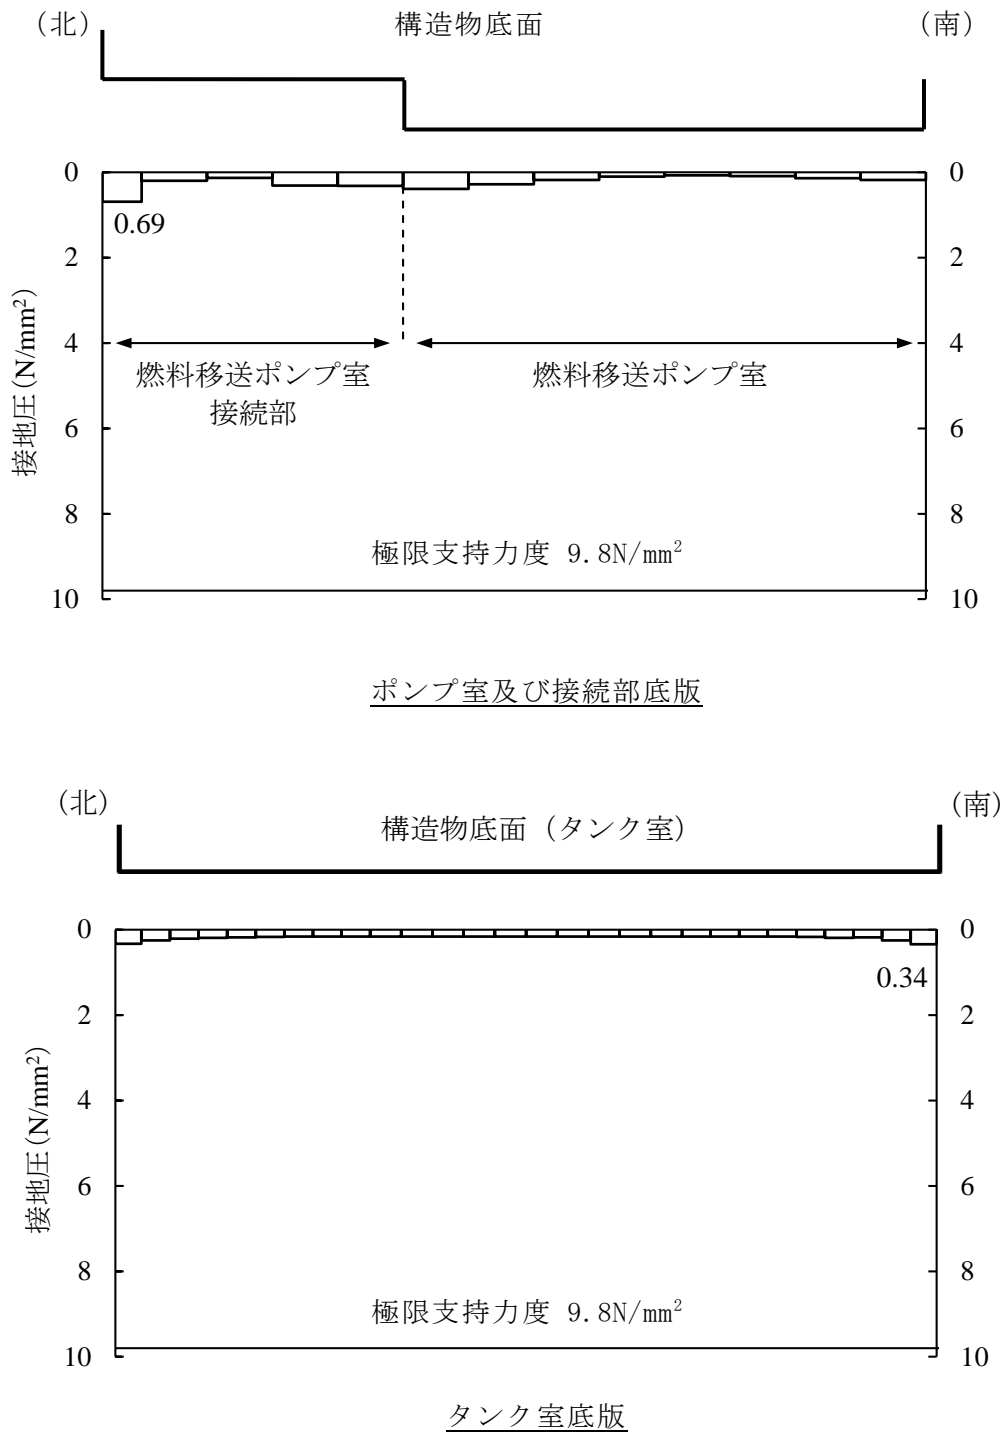 (北) 構造物底面 (南)
0 0
0.69
2 2
4 4
燃料移送ポンプ室 燃料移送ポンプ室
接続部
接地圧(N/mm²)
6 6
8 8
極限支持力度 9.8N/mm²
10 10
ポンプ室及び接続部底版
(北) 構造物底面 (タンク室) (南)
0 0
0.34
2 2
4 4
接地圧(N/mm²)
6 6
8 8
極限支持力度 9.8N/mm²
10 10
タンク室底版